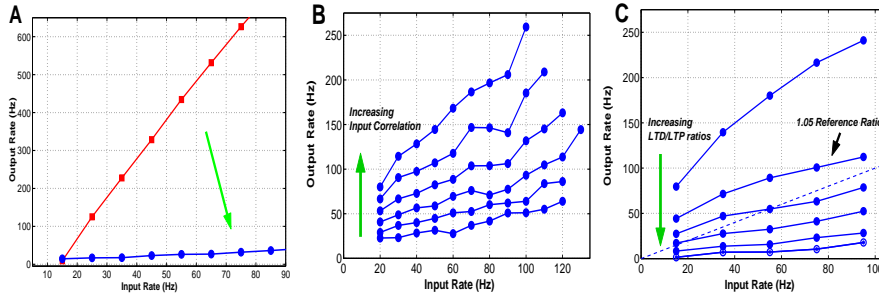 A
600
500
400
300
200
100
0
10 20 30 40 50 60 70 80 90
Output Rate (Hz)
Input Rate (Hz)
B
250
200
150
100
50
0
0 20 40 60 80 100 120
Output Rate (Hz)
Input Rate (Hz)
Increasing
Input Correlation
C
250
200
150
100
50
0
0 20 40 60 80 100
Output Rate (Hz)
Input Rate (Hz)
Increasing
LTD/LTP ratios
1.05 Reference Ratio